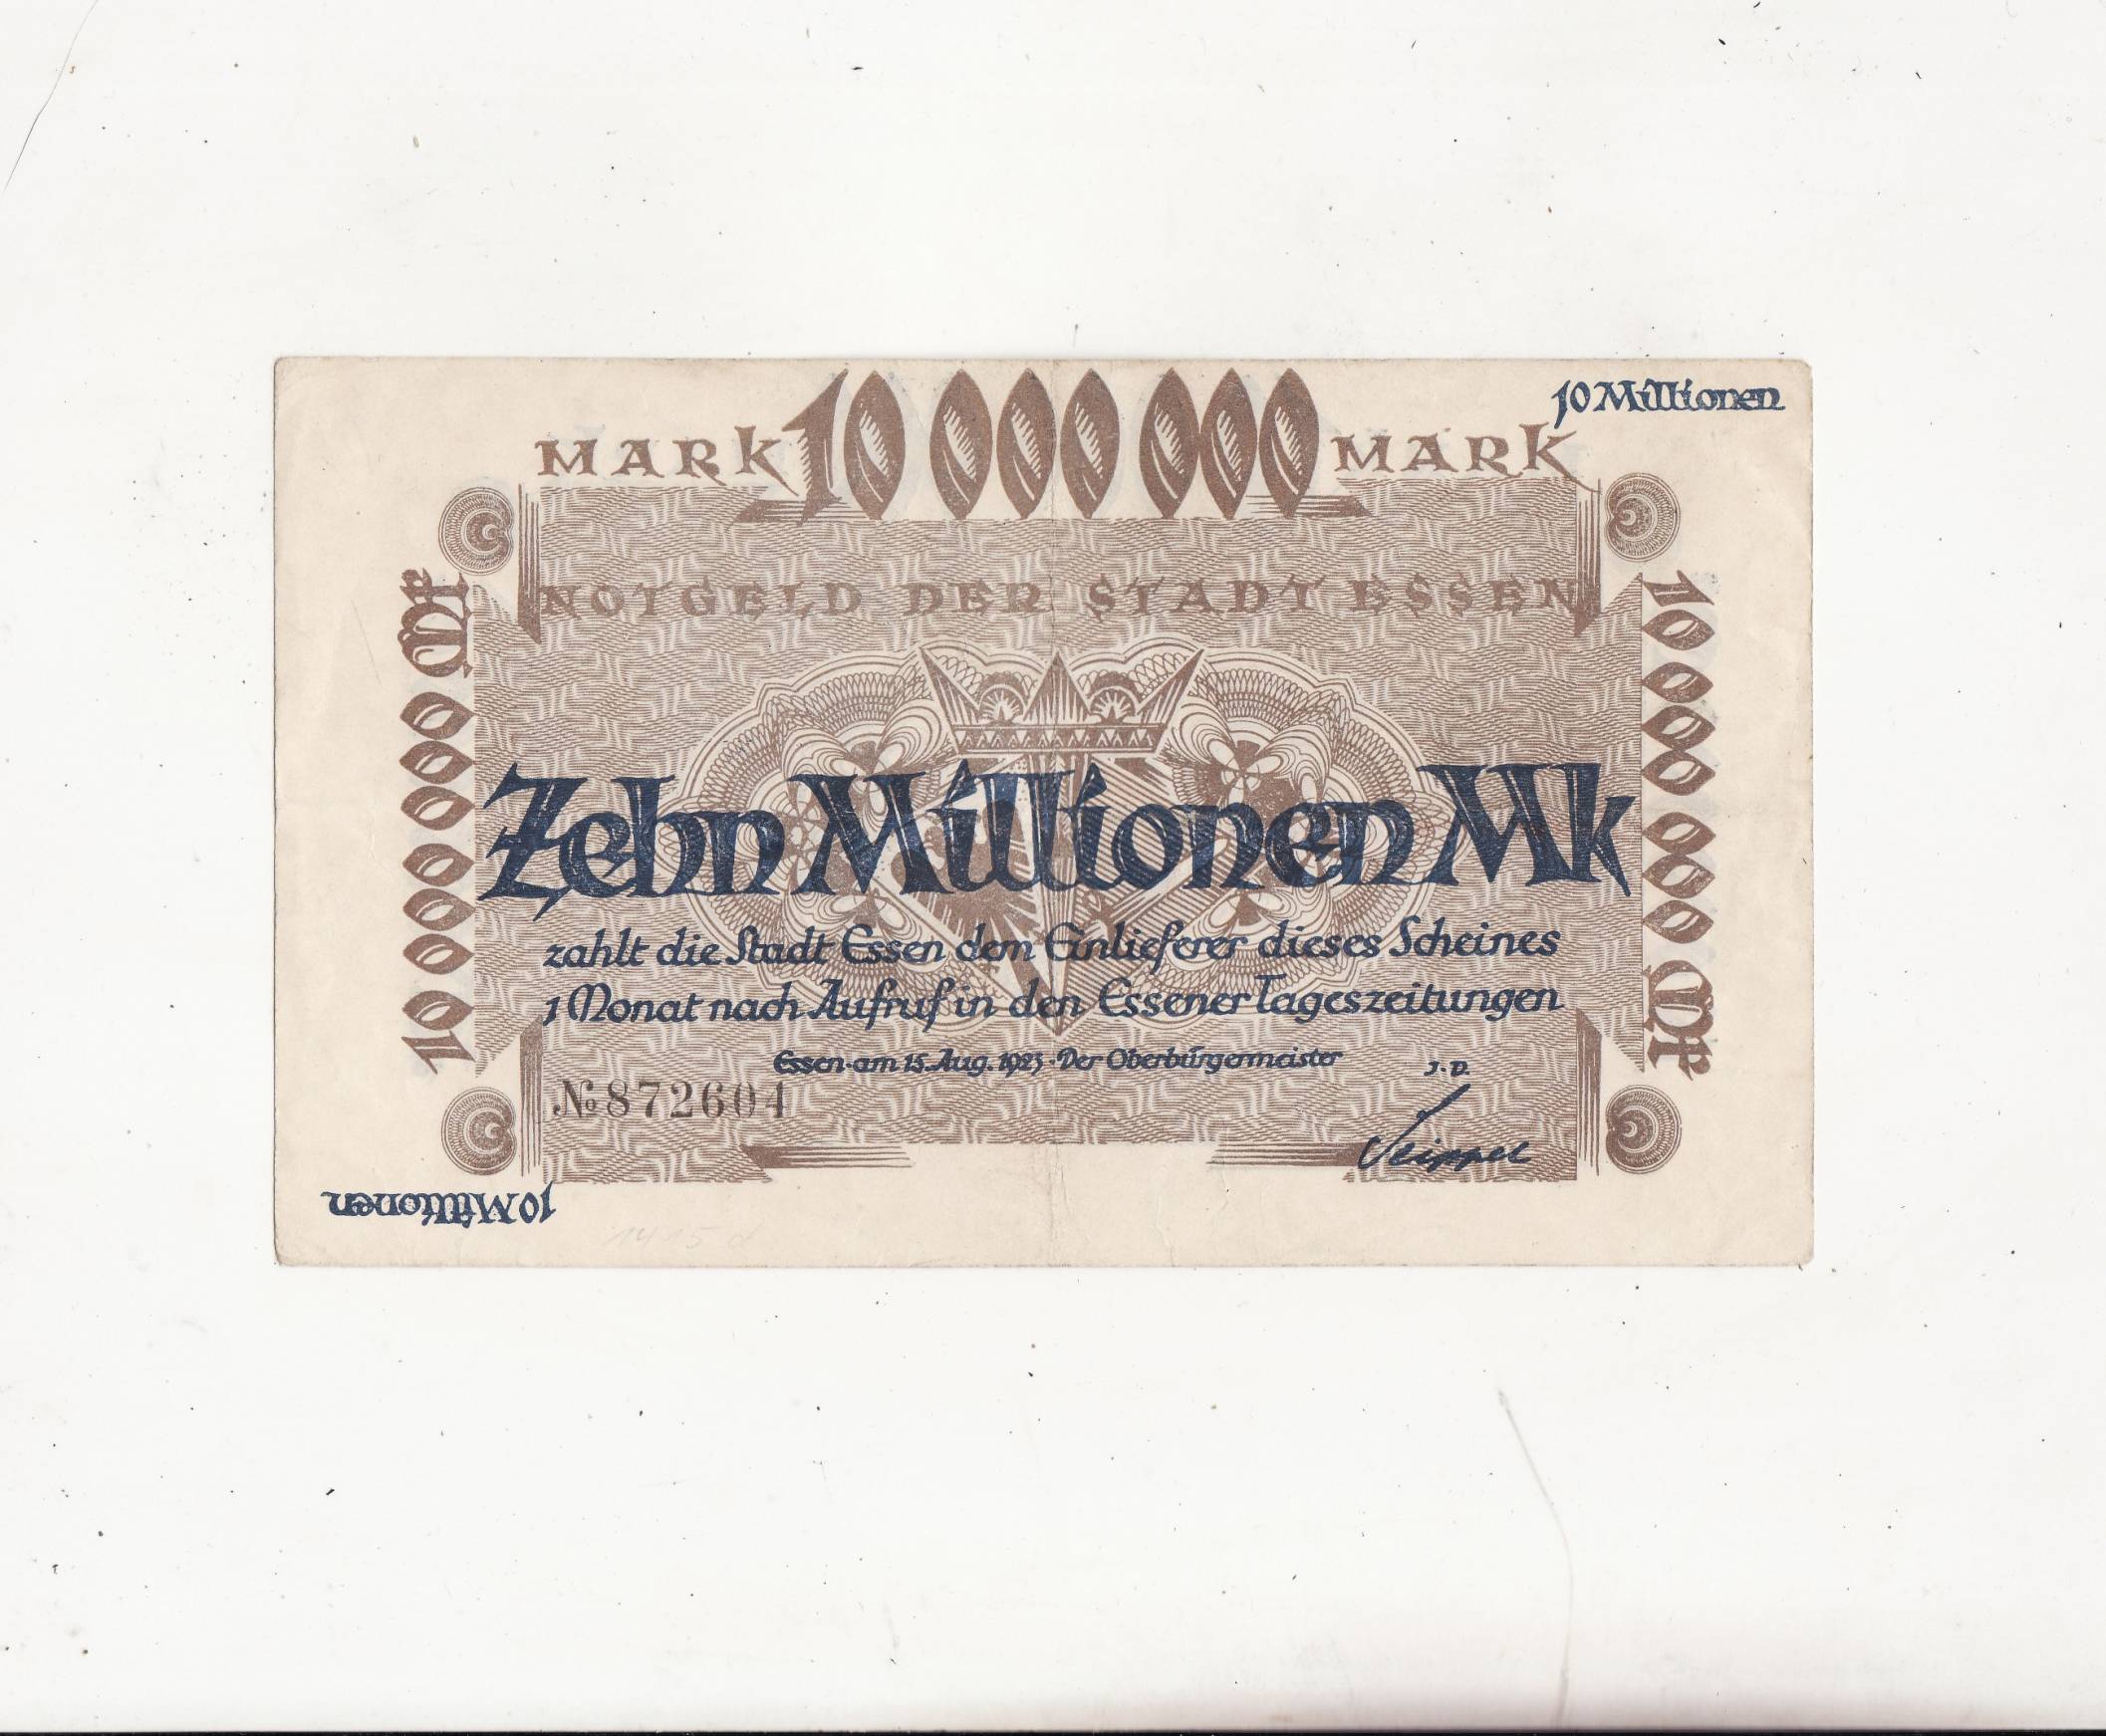 10 Millionen
MARK 10 000 000 MARK
NOTGELD DER STADT ESSEN
10 000 000 Mk
10 000 000 Mk
Zehn Millionen Mk
zahlt die Stadt Essen dem Einlieferer dieses Scheines
1 Monat nach Aufruf in den Essener Tageszeitungen
Essen · am 15. Aug. 1923 · Der Oberbürgermeister
J. D.
№ 872604
10 Millionen
1415 d